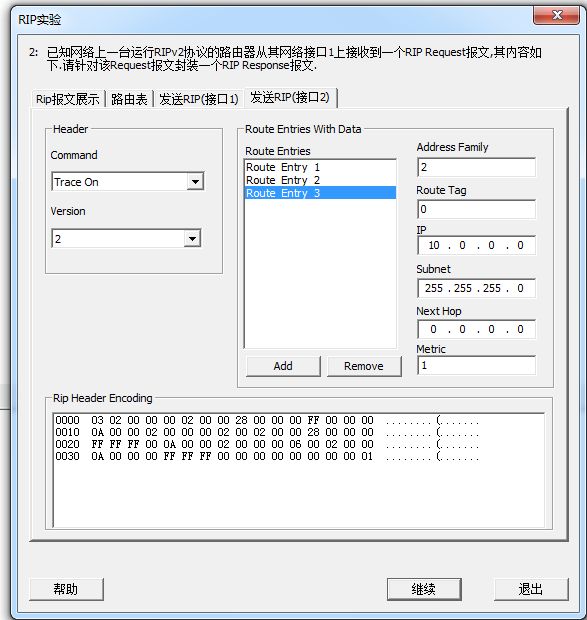 RIP实验
2: 已知网络上一台运行RIPv2协议的路由器从其网络接口1上接收到一个RIP Request报文,其内容如
下.请针对该Request报文封装一个RIP Response报文.
Rip报文展示 路由表 发送RIP(接口1) 发送RIP(接口2)
Header
Command
Trace On
Version
2
Route Entries With Data
Route Entries
Route Entry 1
Route Entry 2
Route Entry 3
Add Remove
Address Family
2
Route Tag
0
IP
10 . 0 . 0 . 0
Subnet
255 . 255 . 255 . 0
Next Hop
0 . 0 . 0 . 0
Metric
1
Rip Header Encoding
0000 03 02 00 00 00 02 00 00 28 00 00 00 FF 00 00 00 ........(.......
0010 0A 00 00 02 00 00 00 02 00 02 00 00 28 00 00 00 ............(...
0020 FF FF FF 00 0A 00 00 02 00 00 00 06 00 02 00 00 ................
0030 0A 00 00 00 FF FF FF 00 00 00 00 00 00 00 00 01 ................
帮助 继续 退出